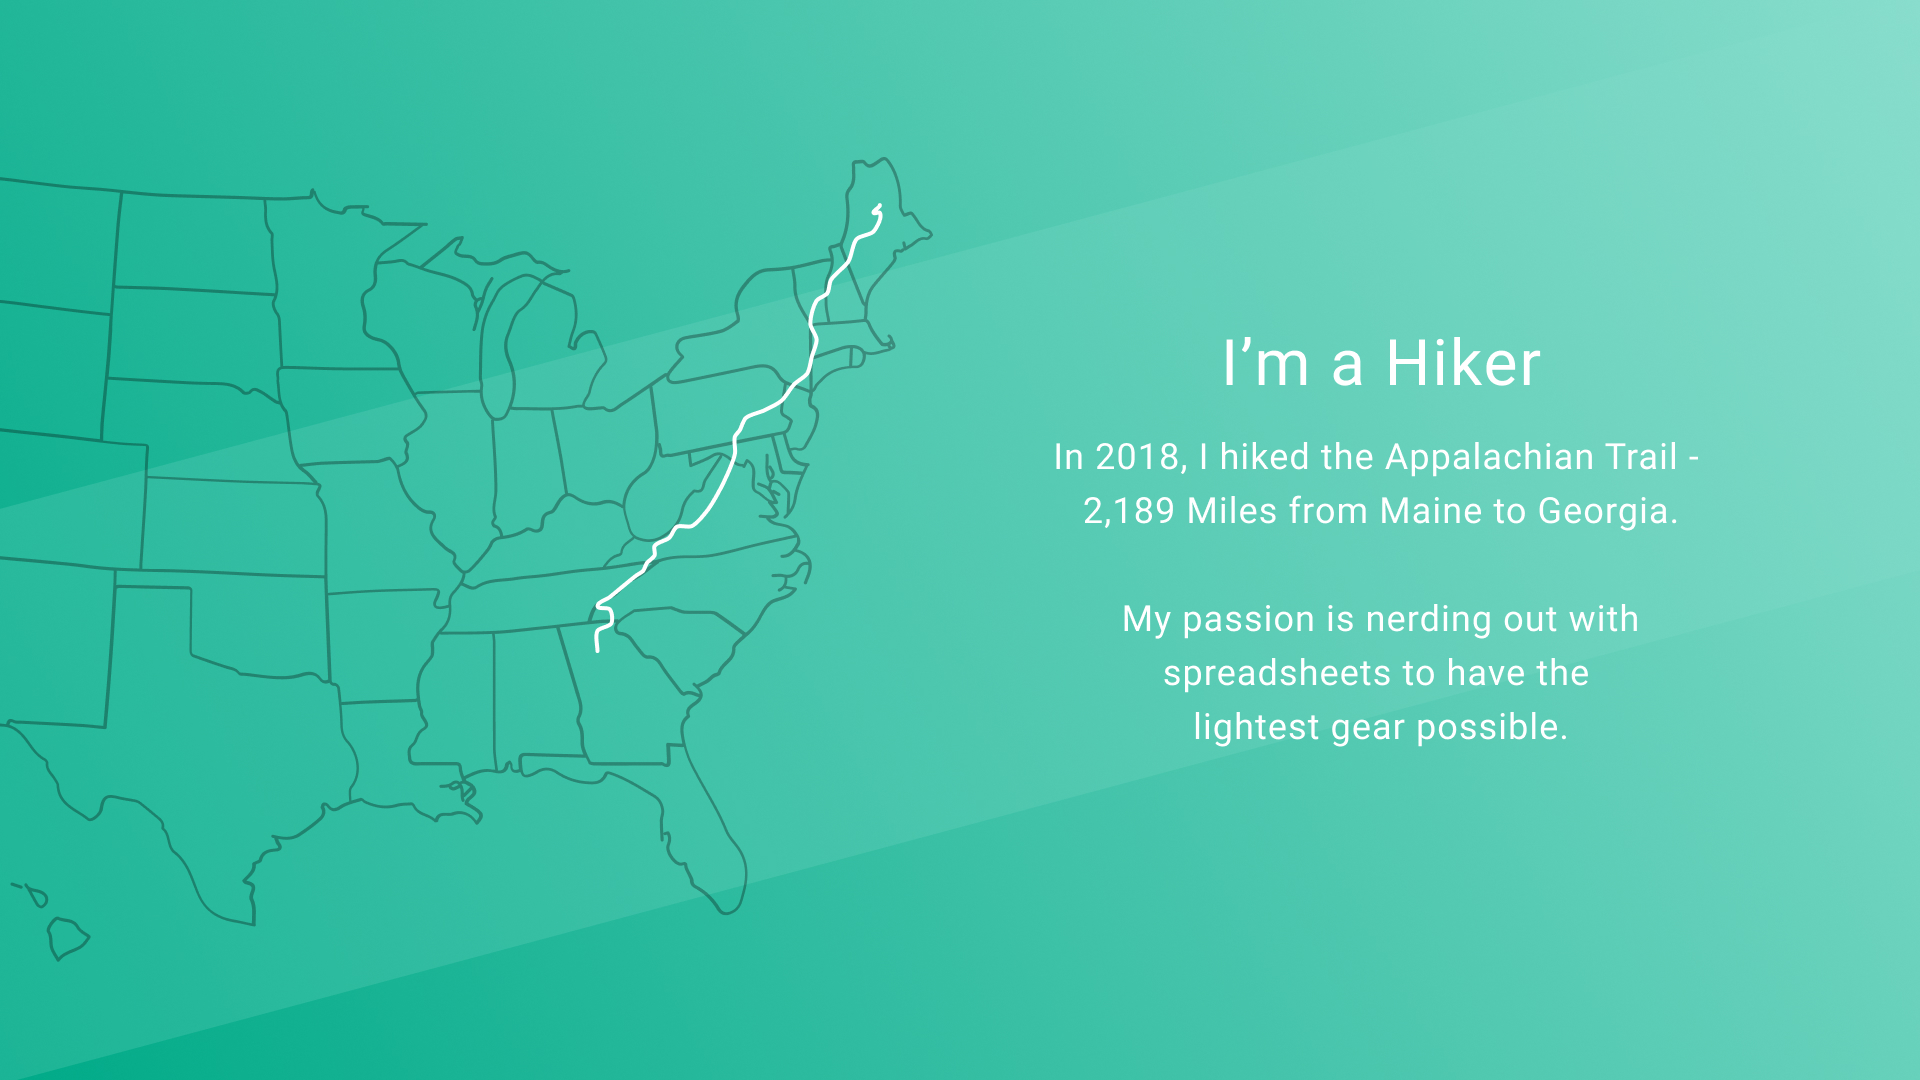 I’m a Hiker
In 2018, I hiked the Appalachian Trail -
2,189 Miles from Maine to Georgia.
My passion is nerding out with
spreadsheets to have the
lightest gear possible.